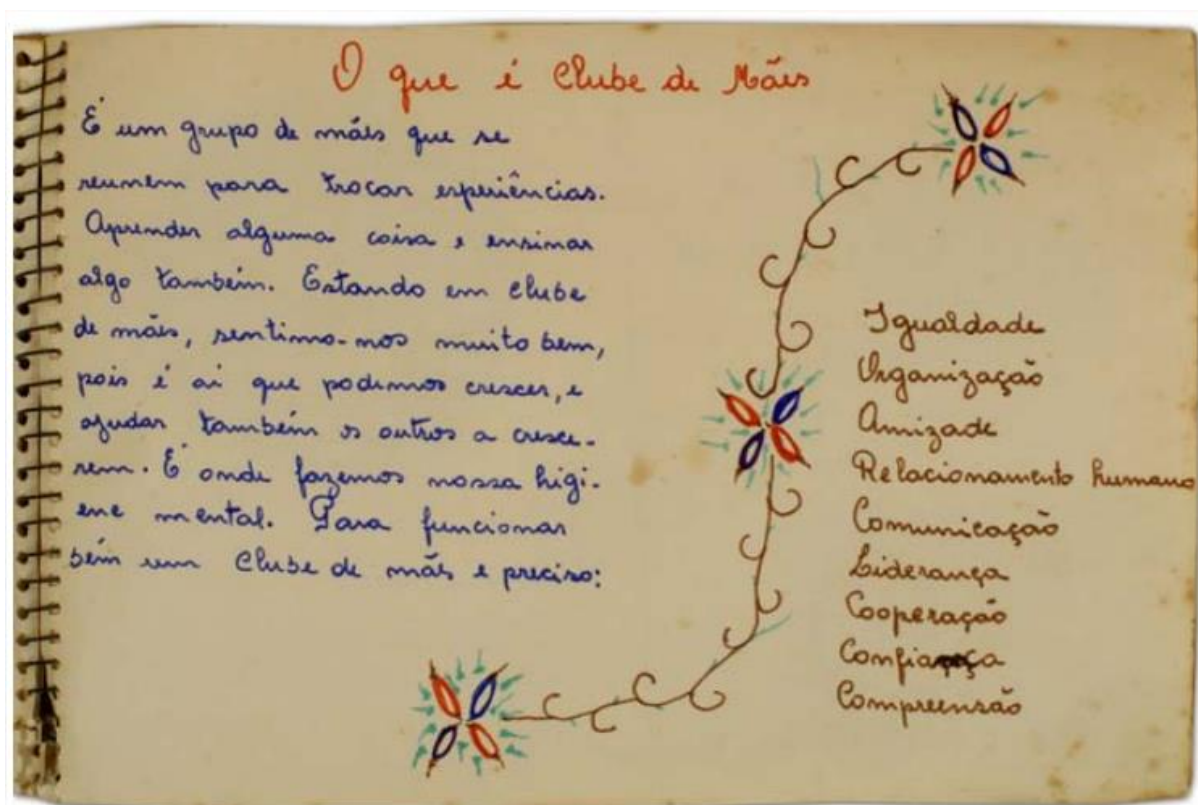 O que é Clube de Mães
É um grupo de mães que se
reunem para trocar experiências.
Aprender alguma coisa e ensinar
algo também. Estando em Clube
de mães, sentimo-nos muito bem,
pois é ai que podemos crescer, e
ajudar também os outros a cresce-
rem. É onde fazemos nossa higi-
ene mental. Para funcionar
bem um Clube de mães e preciso:
Igualdade
Organização
Amizade
Relacionamento humano
Comunicação
Liderança
Cooperação
Confiança
Compreensão